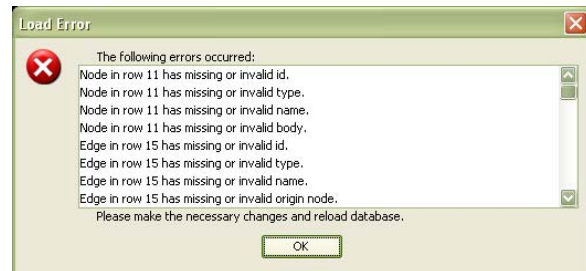 Load Error
The following errors occurred:
Node in row 11 has missing or invalid id.
Node in row 11 has missing or invalid type.
Node in row 11 has missing or invalid name.
Node in row 11 has missing or invalid body.
Edge in row 15 has missing or invalid id.
Edge in row 15 has missing or invalid type.
Edge in row 15 has missing or invalid name.
Edge in row 15 has missing or invalid origin node.
Please make the necessary changes and reload database.
OK